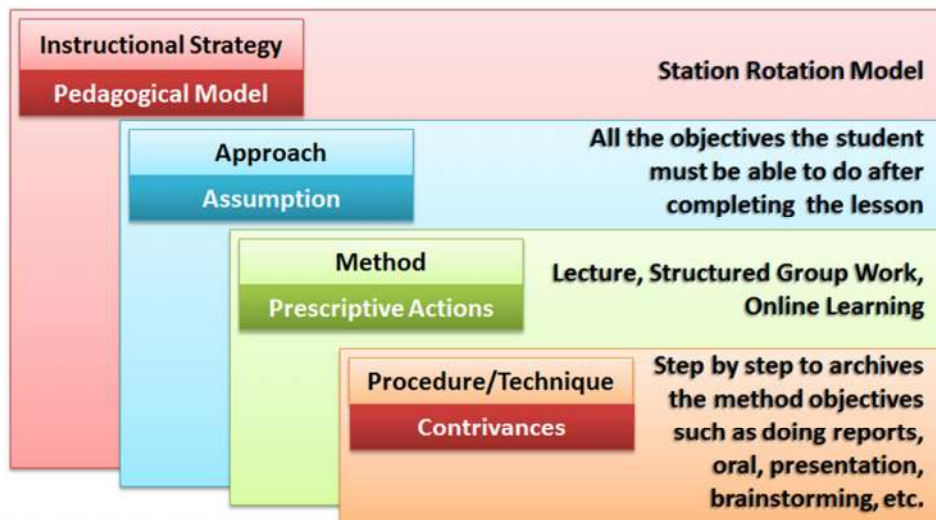 Instructional Strategy
Pedagogical Model
Station Rotation Model
Approach
Assumption
All the objectives the student
must be able to do after
completing the lesson
Method
Prescriptive Actions
Lecture, Structured Group Work,
Online Learning
Procedure/Technique
Contrivances
Step by step to archives
the method objectives
such as doing reports,
oral, presentation,
brainstorming, etc.